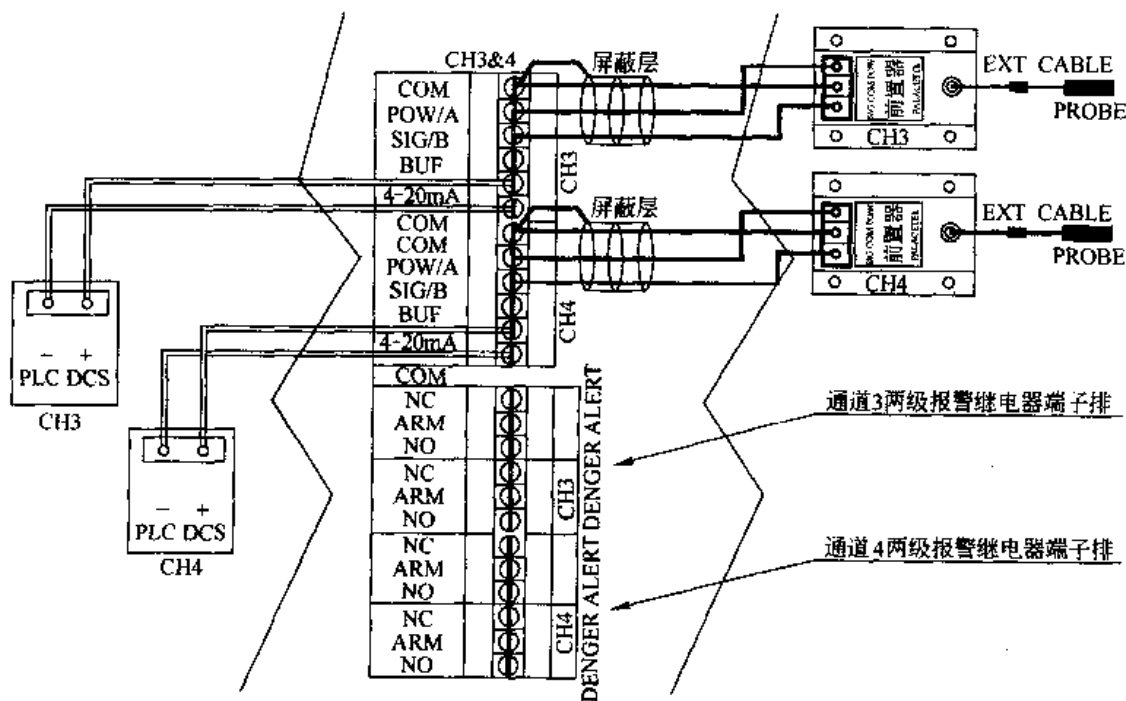 CH3&4
COM
POW/A
SIG/B
BUF
4-20mA
COM
COM
POW/A
SIG/B
BUF
4-20mA
COM
CH3
CH4
屏蔽层
屏蔽层
前置器
CH3
EXT CABLE
PROBE
前置器
CH4
EXT CABLE
PROBE
- +
PLC DCS
CH3
- +
PLC DCS
CH4
NC
ARM
NO
NC
ARM
NO
NC
ARM
NO
NC
ARM
NO
CH3
CH4
DENGER ALERT DENGER ALERT
通道3两级报警继电器端子排
通道4两级报警继电器端子排